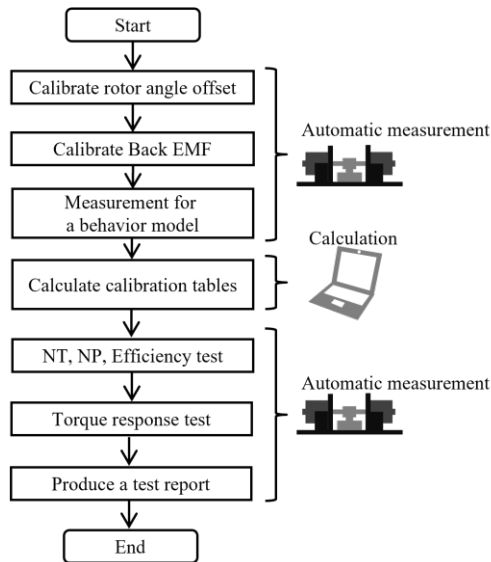 Start
Calibrate rotor angle offset
Automatic measurement
Calibrate Back EMF
Measurement for
a behavior model
Calculation
Calculate calibration tables
NT, NP, Efficiency test
Automatic measurement
Torque response test
Produce a test report
End